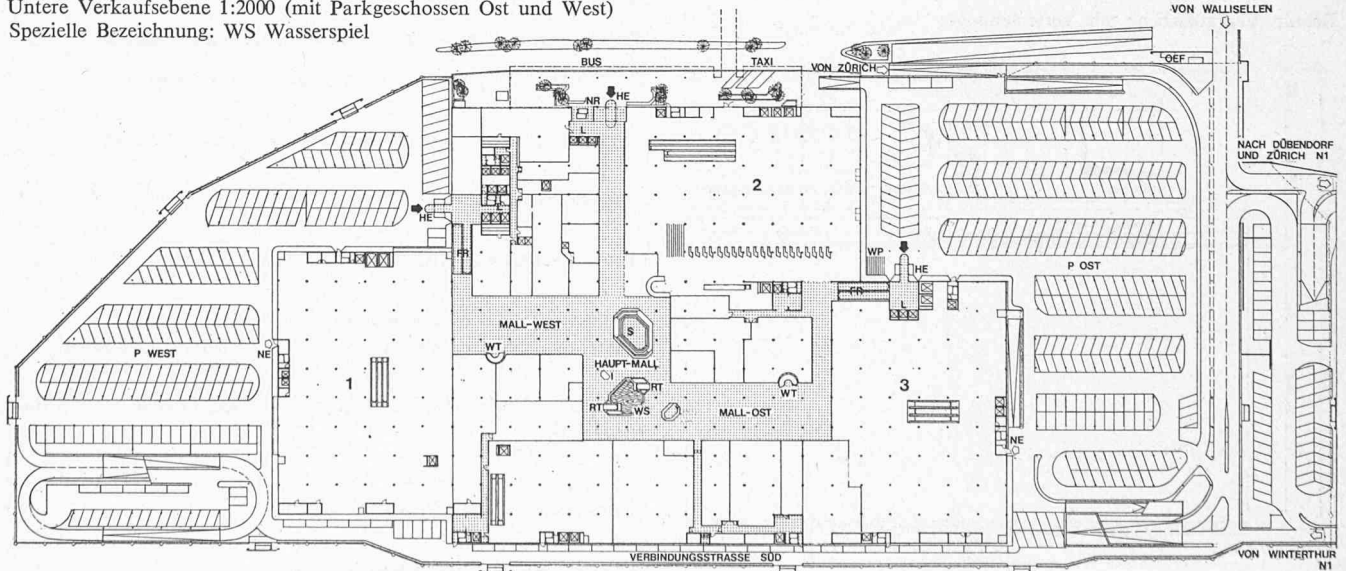 Untere Verkaufsebene 1:2000 (mit Parkgeschossen Ost und West)
Spezielle Bezeichnung: WS Wasserspiel
VON WALLISELLEN
BUS
TAXI
VON ZÜRICH
OEF
NR
HE
L
NACH DÜBENDORF
UND ZÜRICH N1
2
HE
L
FR
WP
HE
P OST
FR
L
MALL-WEST
S
WT
HAUPT-MALL
I
P WEST
NE
1
RT
RT
WS
MALL-OST
WT
3
NE
VERBINDUNGSSTRASSE SÜD
VON WINTERTHUR
N1